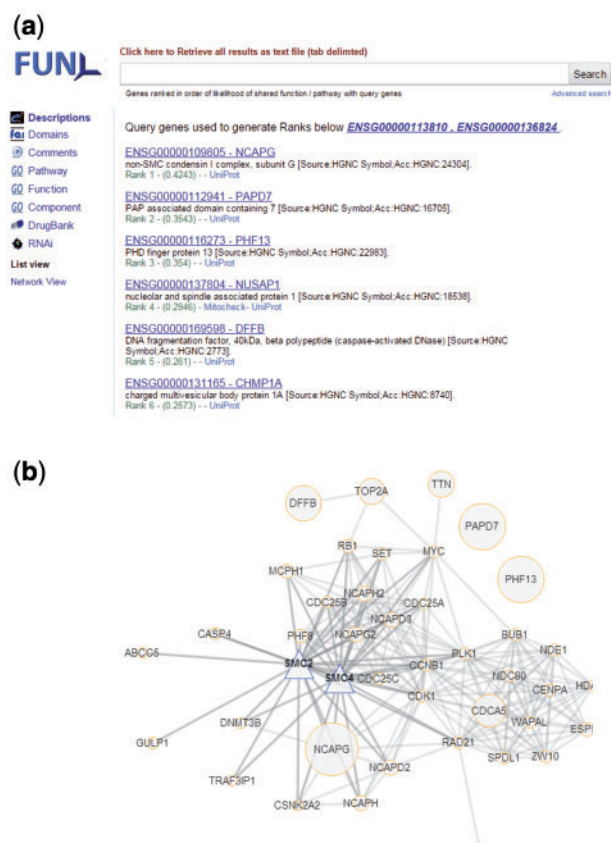 (a)
FUNL
Click here to Retrieve all results as text file (tab delimted)
Search
Genes ranked in order of likelihood of shared function / pathway with query genes
Advanced search
Descriptions
Domains
Comments
GO Pathway
GO Function
GO Component
DrugBank
RNAi
List view
Network View
Query genes used to generate Ranks below ENSG00000113810 , ENSG00000136824 .
ENSG00000109805 - NCAPG
non-SMC condensin I complex, subunit G [Source:HGNC Symbol;Acc:HGNC:24304].
Rank 1 - (0.4243) - - UniProt
ENSG00000112941 - PAPD7
PAP associated domain containing 7 [Source:HGNC Symbol;Acc:HGNC:16705].
Rank 2 - (0.3543) - - UniProt
ENSG00000116273 - PHF13
PHD finger protein 13 [Source:HGNC Symbol;Acc:HGNC:22983].
Rank 3 - (0.354) - - UniProt
ENSG00000137804 - NUSAP1
nucleolar and spindle associated protein 1 [Source:HGNC Symbol;Acc:HGNC:18538].
Rank 4 - (0.2946) - Mitocheck- UniProt
ENSG00000169598 - DFFB
DNA fragmentation factor, 40kDa, beta polypeptide (caspase-activated DNase) [Source:HGNC
Symbol;Acc:HGNC:2773].
Rank 5 - (0.261) - - UniProt
ENSG00000131165 - CHMP1A
charged multivesicular body protein 1A [Source:HGNC Symbol;Acc:HGNC:8740].
Rank 6 - (0.2573) - - UniProt
(b)
TTN
TOP2A
DFFB
PAPD7
RB1
SET
MYC
MCPH1
PHF13
NCAPH2
CDC25B
CDC25A
NCAPD3
CASP4
PHF8
NCAPG2
BUB1
ABCC5
PLK1
NDE1
SMC2
CCNB1
SMC4
CDC25C
NDC80
CDK1
CENPA
HDA
CDCA5
DNMT3B
WAPAL
ESP
GULP1
RAD21
NCAPG
SPDL1
ZW10
NCAPD2
TRAF3IP1
CSNK2A2
NCAPH